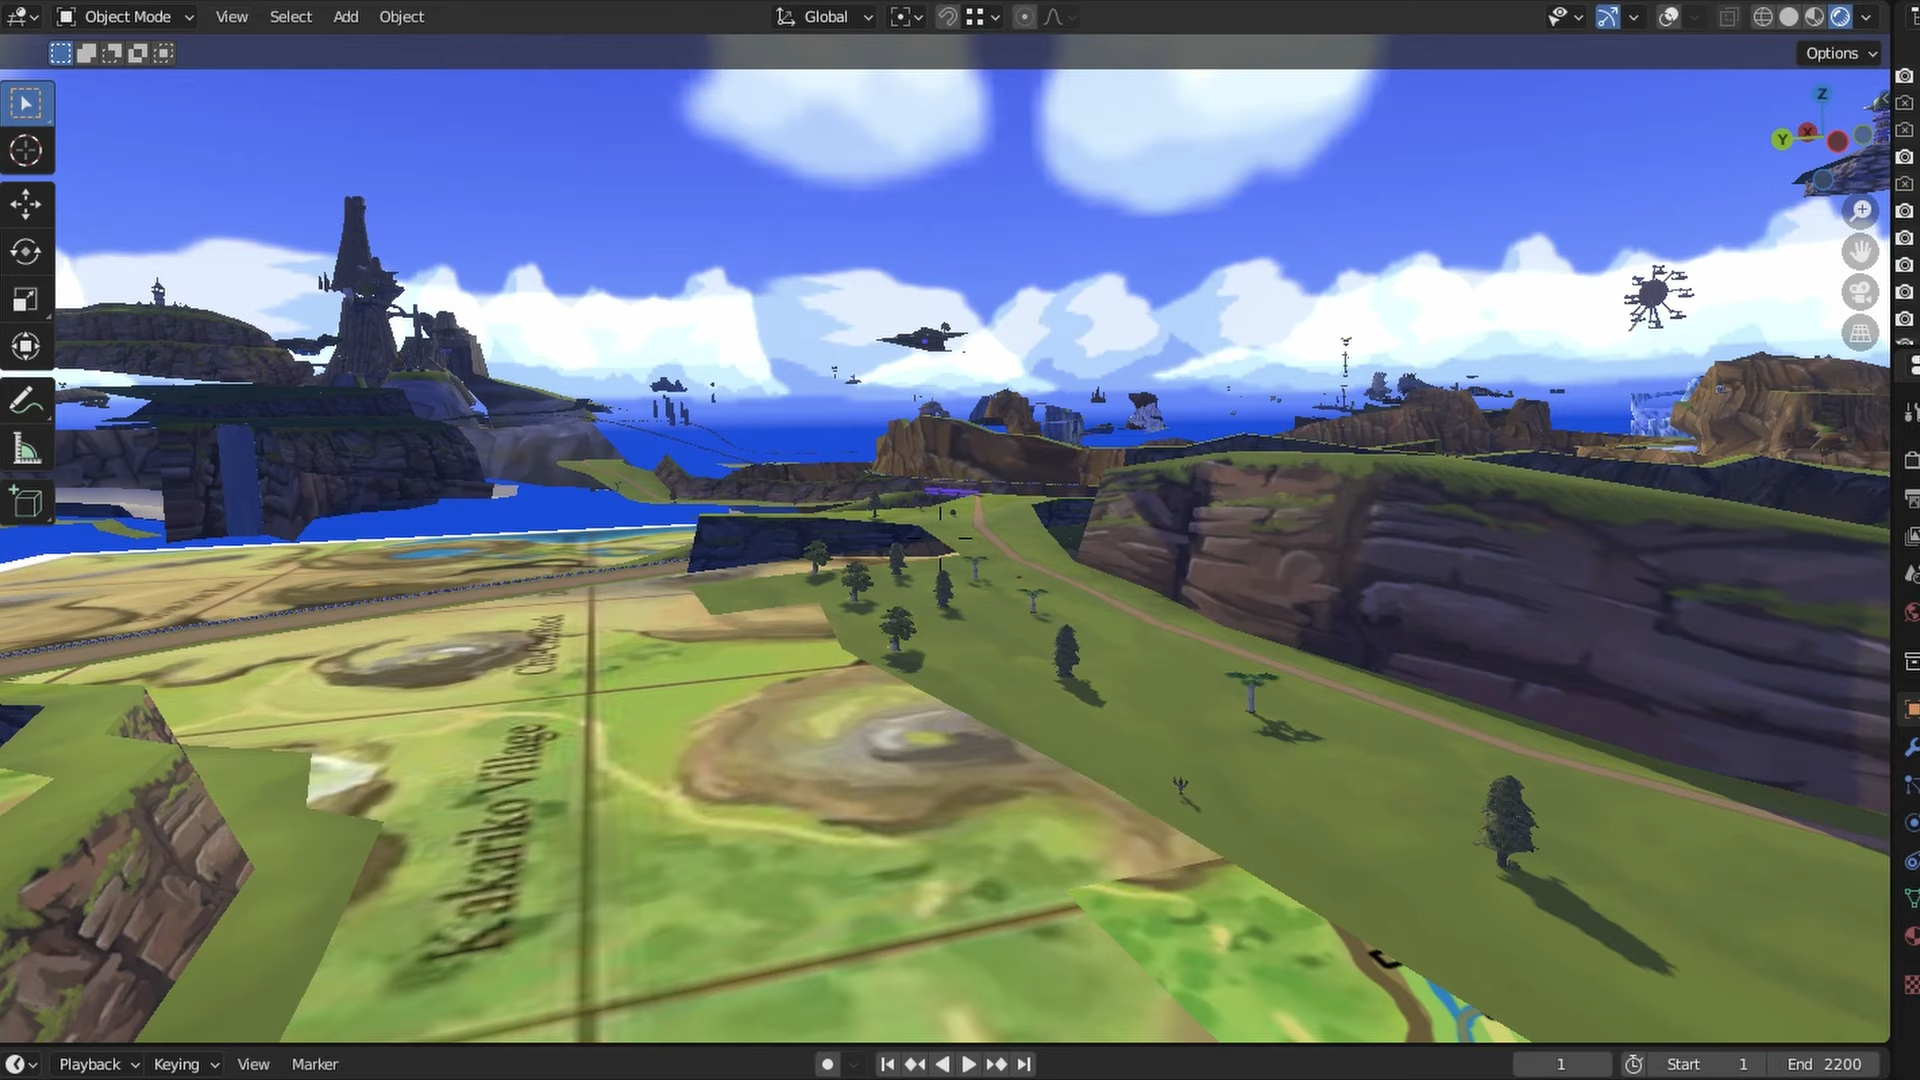 Object Mode View Select Add Object Global
Options
Z
Y X
Kakariko Village
Playback Keying View Marker 1 Start 1 End 2200